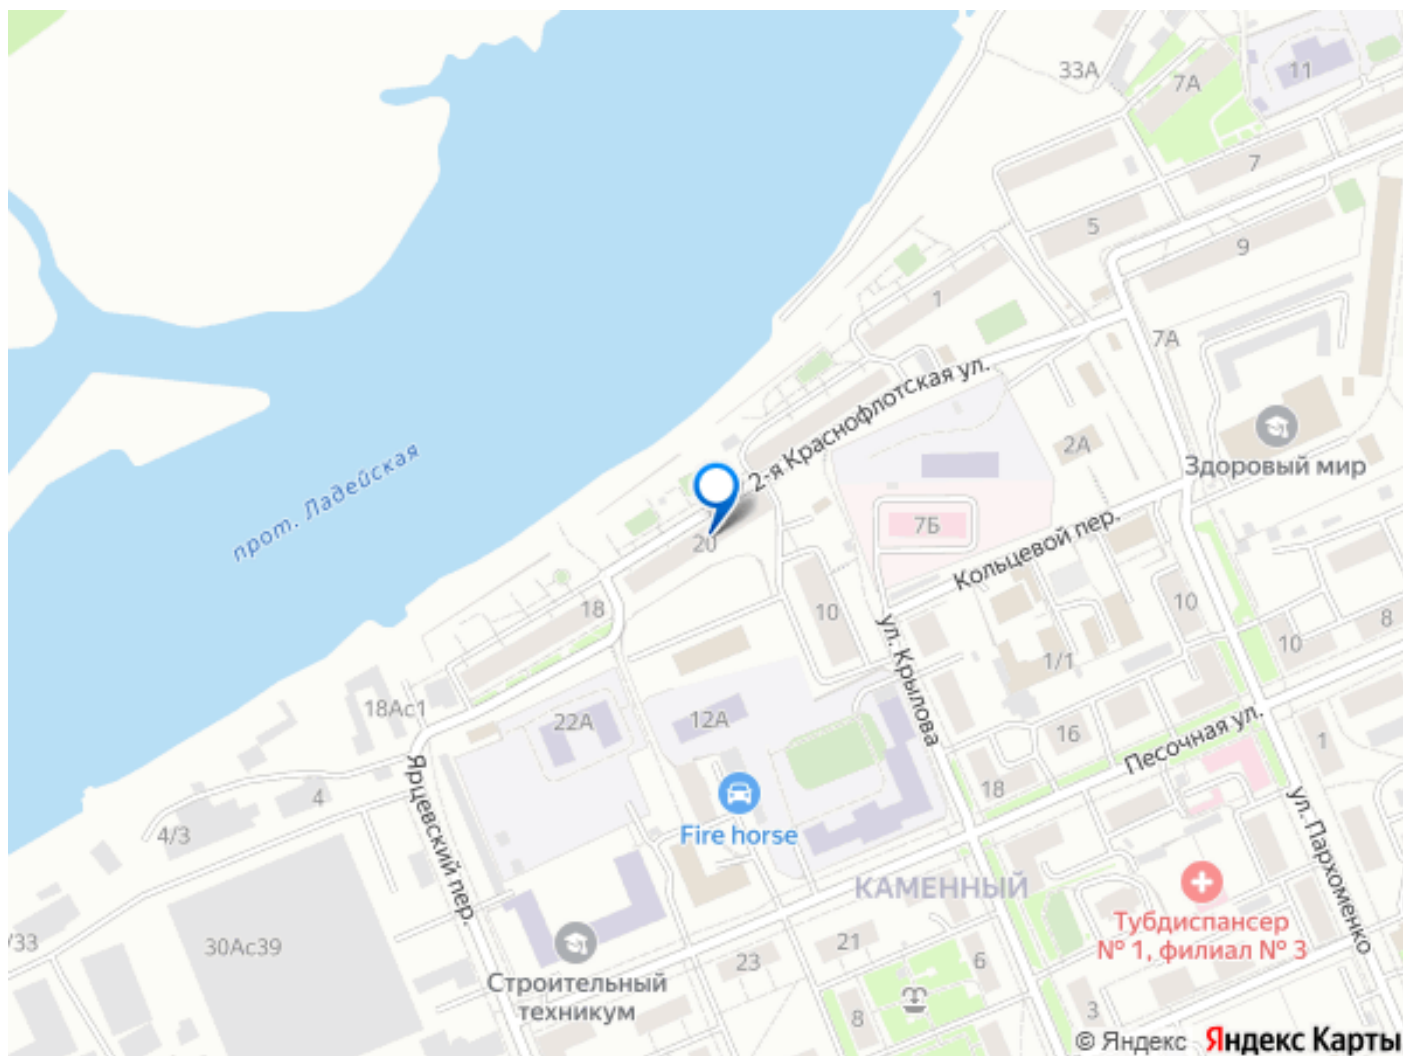 33А
7А
11
7
5
9
1
7А
2-я Краснофлотская ул.
2А
Здоровый мир
прот. Ладейская
7Б
20
Кольцевой пер.
18
10
10
8
10
ул. Крылова
1/1
18Ас1
22А
12А
16
Песочная ул.
1
Ярцевский пер.
4
18
ул. Пархоменко
4/3
Fire horse
КАМЕННЫЙ
Тубдиспансер
№ 1, филиал № 3
/33
30Ас39
21
23
6
Строительный
техникум
8
3
© Яндекс Яндекс Карты